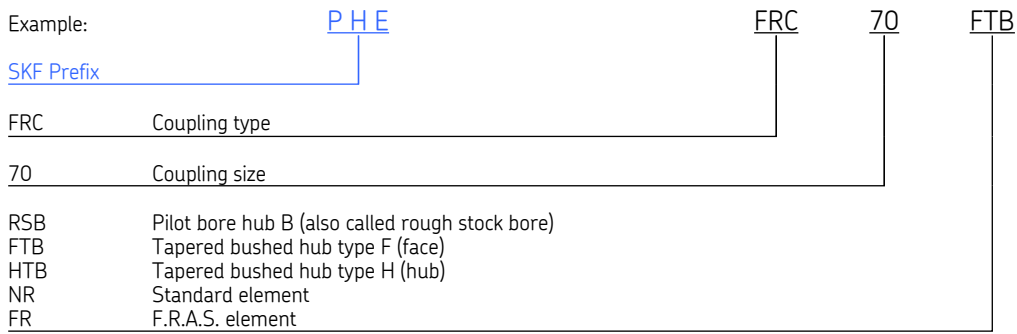 Example: P H E FRC 70 FTB
SKF Prefix
FRC Coupling type
70 Coupling size
RSB Pilot bore hub B (also called rough stock bore)
FTB Tapered bushed hub type F (face)
HTB Tapered bushed hub type H (hub)
NR Standard element
FR F.R.A.S. element